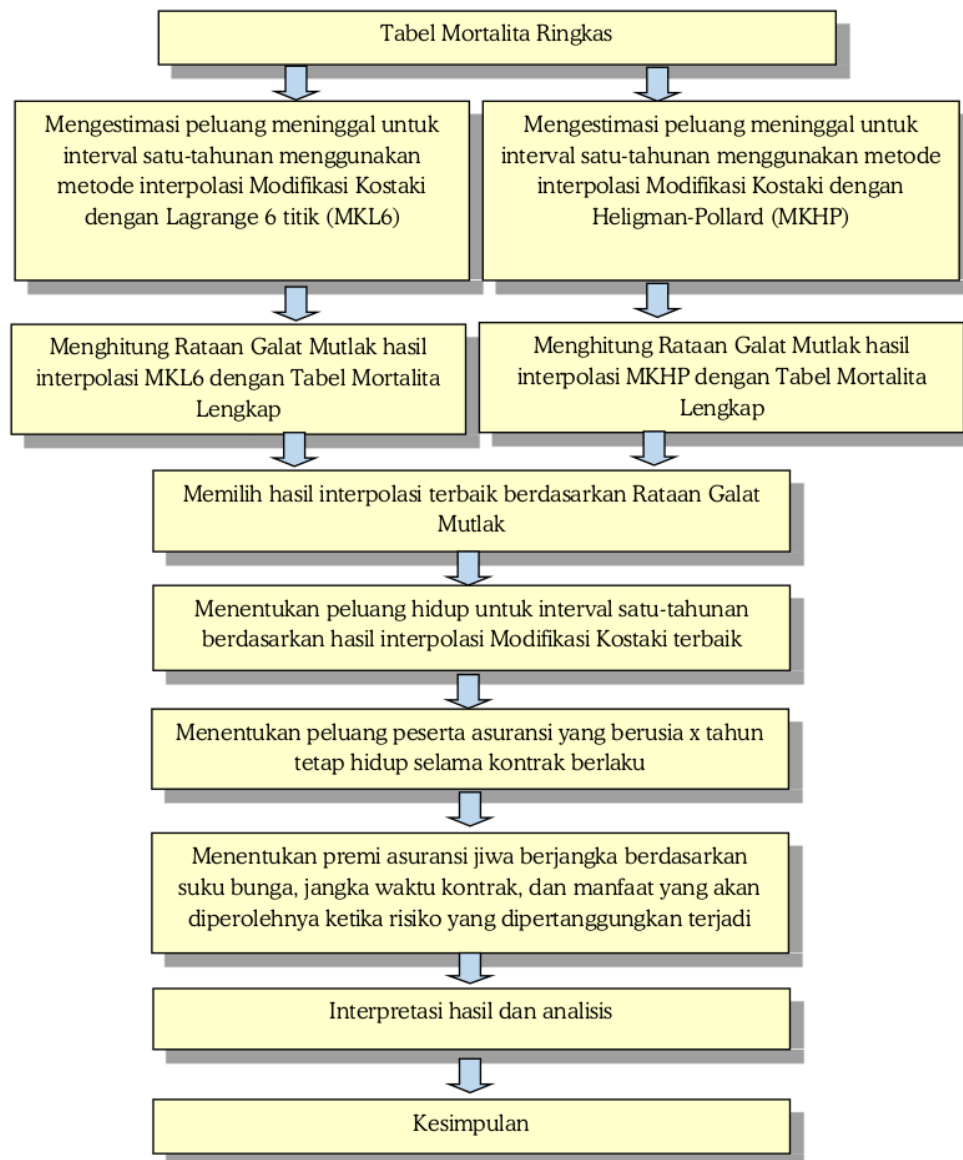 Tabel Mortalita Ringkas
Mengestimasi peluang meninggal untuk
interval satu-tahunan menggunakan
metode interpolasi Modifikasi Kostaki
dengan Lagrange 6 titik (MKL6)
Mengestimasi peluang meninggal untuk
interval satu-tahunan menggunakan metode
interpolasi Modifikasi Kostaki dengan
Heligman-Pollard (MKHP)
Menghitung Rataan Galat Mutlak hasil
interpolasi MKL6 dengan Tabel Mortalita
Lengkap
Menghitung Rataan Galat Mutlak hasil
interpolasi MKHP dengan Tabel Mortalita
Lengkap
Memilih hasil interpolasi terbaik berdasarkan Rataan Galat
Mutlak
Menentukan peluang hidup untuk interval satu-tahunan
berdasarkan hasil interpolasi Modifikasi Kostaki terbaik
Menentukan peluang peserta asuransi yang berusia x tahun
tetap hidup selama kontrak berlaku
Menentukan premi asuransi jiwa berjangka berdasarkan
suku bunga, jangka waktu kontrak, dan manfaat yang akan
diperolehnya ketika risiko yang dipertanggungkan terjadi
Interpretasi hasil dan analisis
Kesimpulan